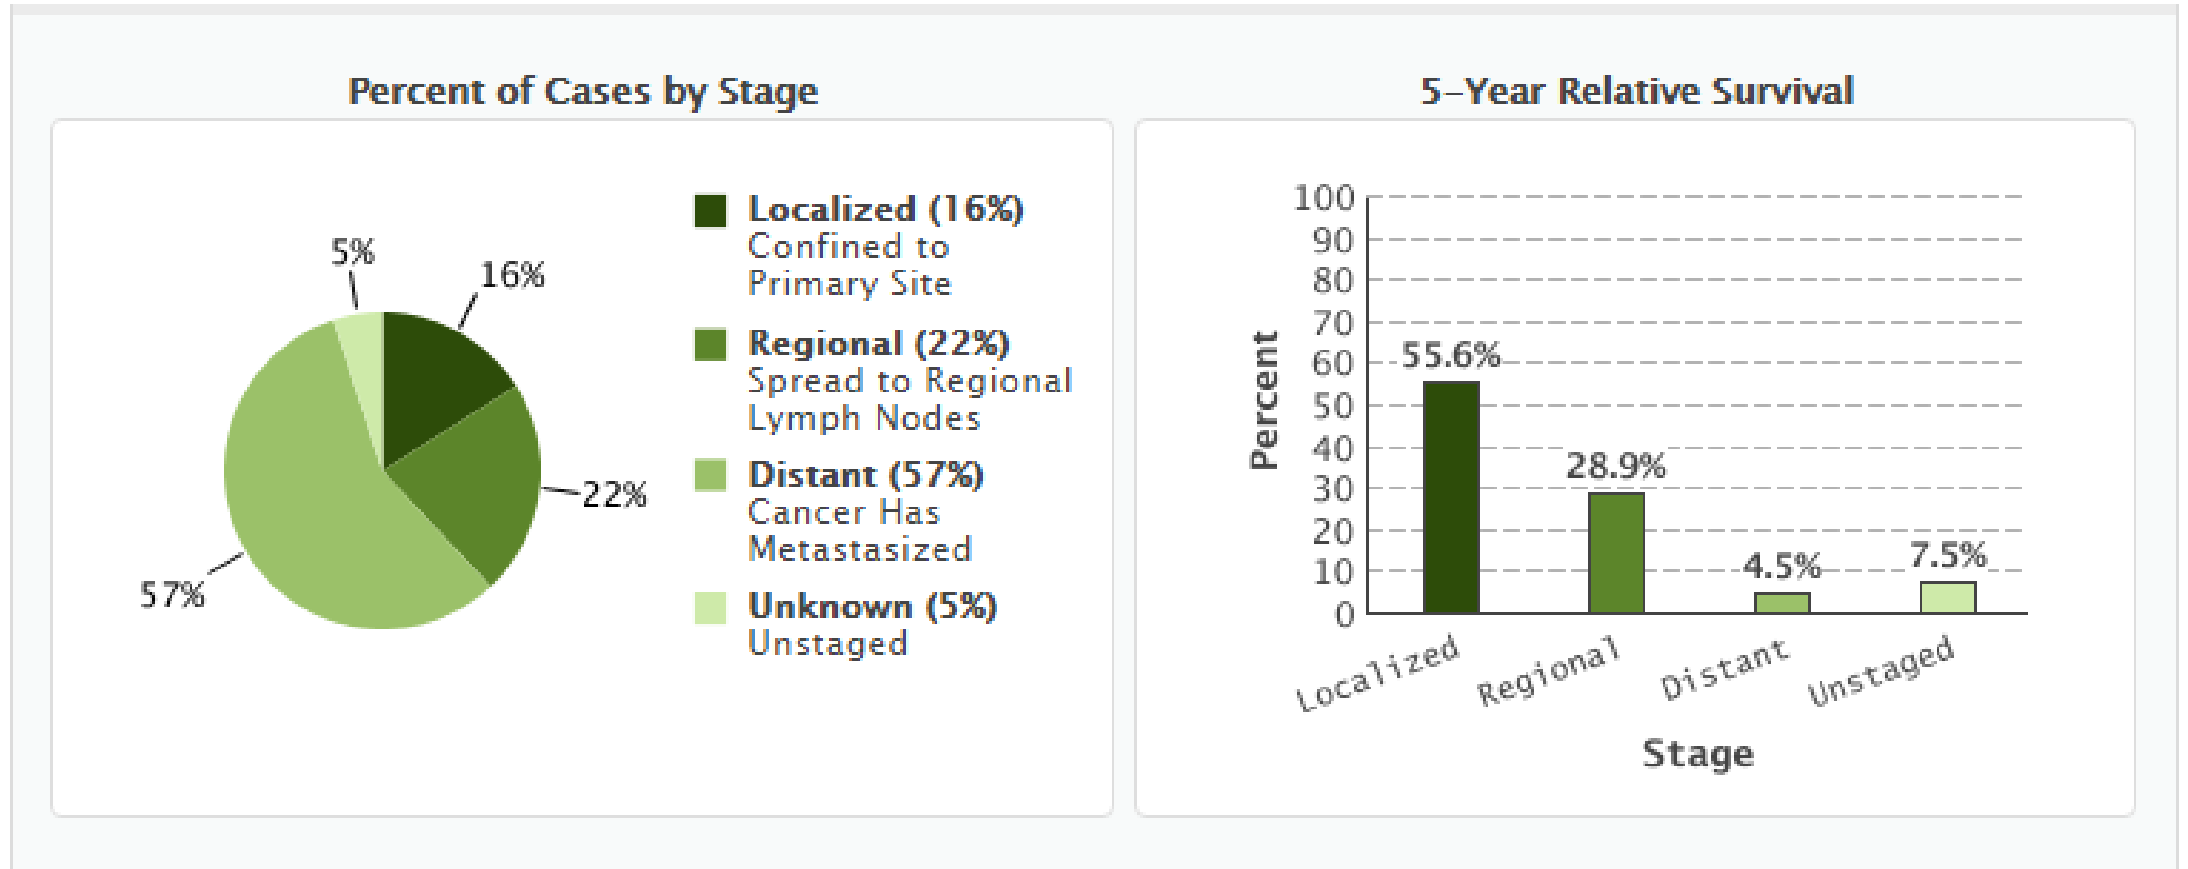 Percent of Cases by Stage
5%
16%
22%
57%
Localized (16%)
Confined to
Primary Site
Regional (22%)
Spread to Regional
Lymph Nodes
Distant (57%)
Cancer Has
Metastasized
Unknown (5%)
Unstaged
5-Year Relative Survival
Percent
100
90
80
70
60
50
40
30
20
10
0
55.6%
28.9%
4.5%
7.5%
Localized
Regional
Distant
Unstaged
Stage